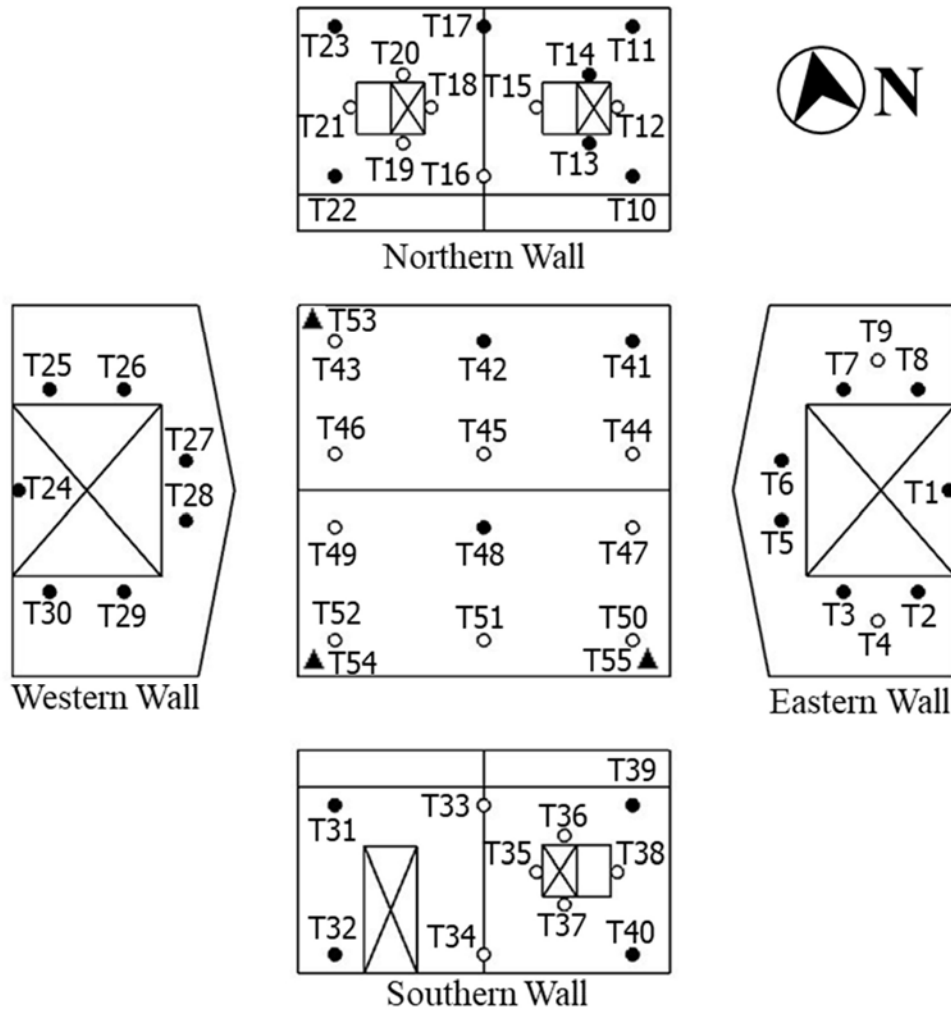 T23 T17 T11
T20 T14
T18 T15
T21 T12
T19 T16 T13
T22 T10
Northern Wall
N
T53
T43 T42 T41
T46 T45 T44
T49 T48 T47
T52 T51 T50
T54 T55
T25 T26
T27
T24 T28
T30 T29
Western Wall
T9
T7 T8
T6 T1
T5
T3 T2
T4
Eastern Wall
T39
T31 T33 T36
T35 T38
T37
T32 T34 T40
Southern Wall